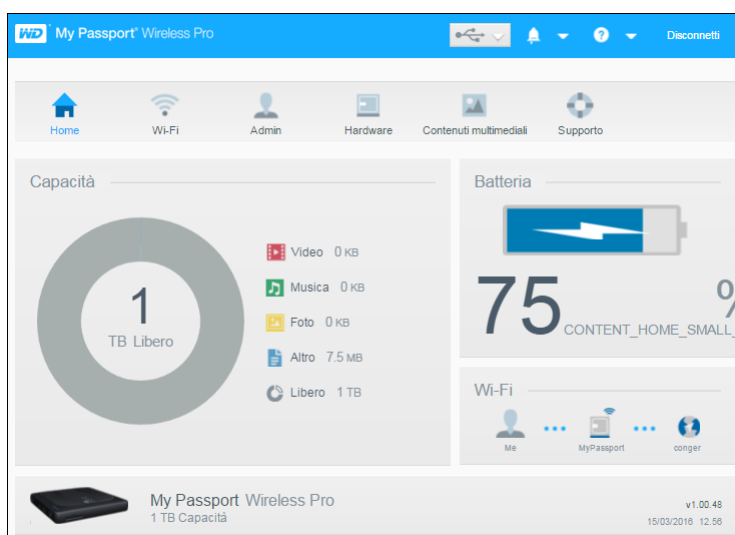 WD My Passport® Wireless Pro
Disconnetti
Home
Wi-Fi
Admin
Hardware
Contenuti multimediali
Supporto
Capacità
1
TB Libero
Video 0 KB
Musica 0 KB
Foto 0 KB
Altro 7.5 MB
Libero 1 TB
Batteria
75
CONTENT_HOME_SMALL_
Wi-Fi
Me
MyPassport
conger
My Passport Wireless Pro
1 TB Capacità
v1.00.48
15/03/2016 12.56